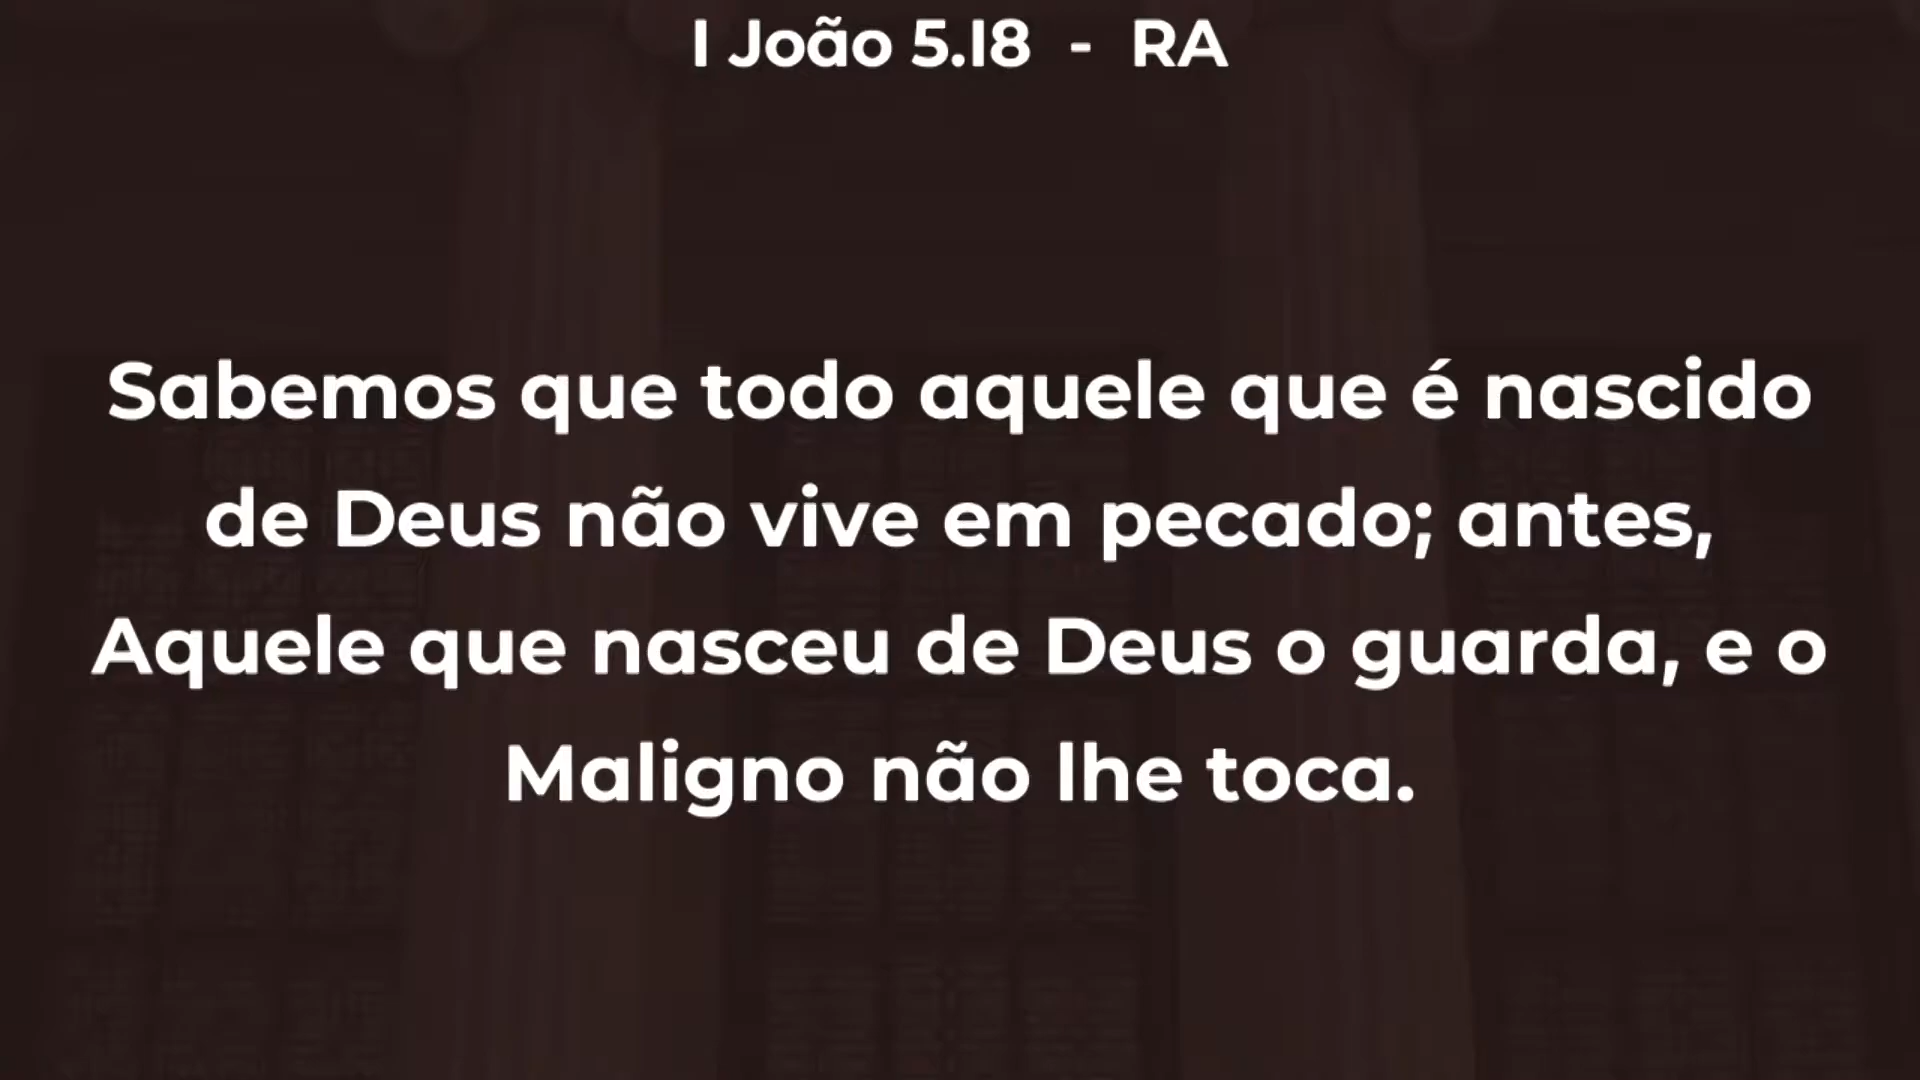 I João 5.I8 - RA
Sabemos que todo aquele que é nascido
de Deus não vive em pecado; antes,
Aquele que nasceu de Deus o guarda, e o
Maligno não lhe toca.